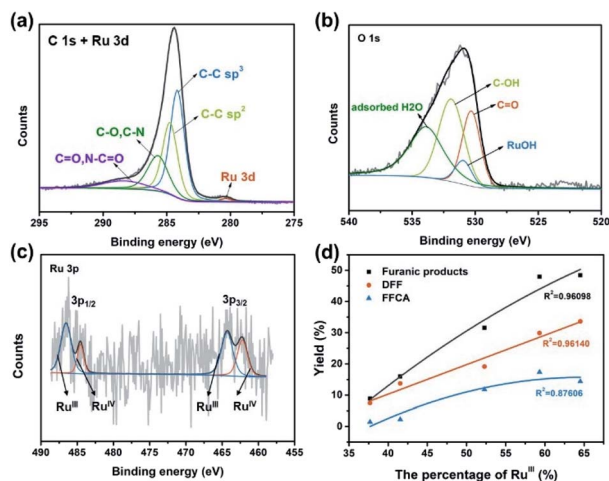 (a)
C 1s + Ru 3d
C-C sp3
C-O,C-N
C-C sp2
C=O,N-C=O
Ru 3d
Counts
295 290 285 280 275
Binding energy (eV)
(b)
O 1s
C-OH
adsorbed H2O
C=O
RuOH
Counts
540 535 530 525 520
Binding energy (eV)
(c)
Ru 3p
3p1/2
3p3/2
Counts
RuIII
RuIV
RuIII
RuIV
490 485 480 475 470 465 460 455
Binding energy (eV)
(d)
Furanic products
DFF
FFCA
R2=0.96098
R2=0.96140
R2=0.87606
Yield (%)
50
40
30
20
10
0
35 40 45 50 55 60 65
The percentage of RuIII (%)